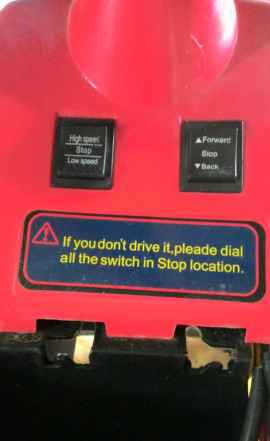 High speed
Stop
Low speed
▲Forward
Stop
▼Back
If you don't drive it,pleade dial
all the switch in Stop location.